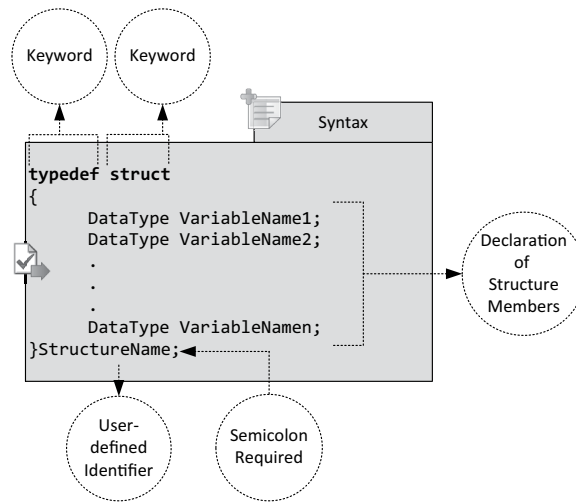 Keyword
Keyword
Syntax
typedef struct
{
DataType VariableName1;
DataType VariableName2;
.
.
.
DataType VariableNamen;
}StructureName;
Declaration
of
Structure
Members
User-
defined
Identifier
Semicolon
Required